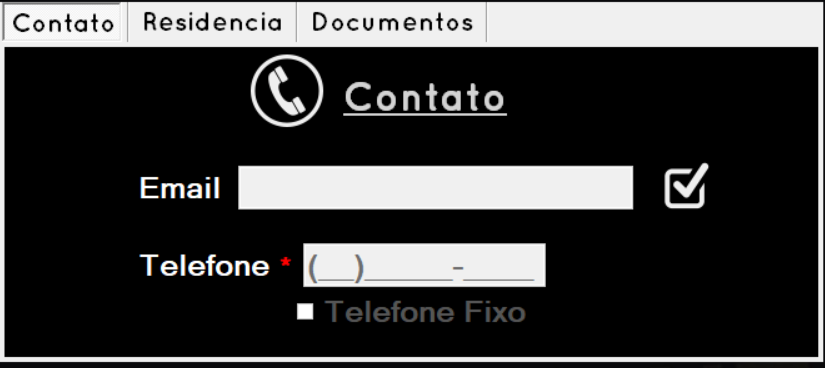 Contato Residencia Documentos
Contato
Email
Telefone * (__)_____-____
Telefone Fixo